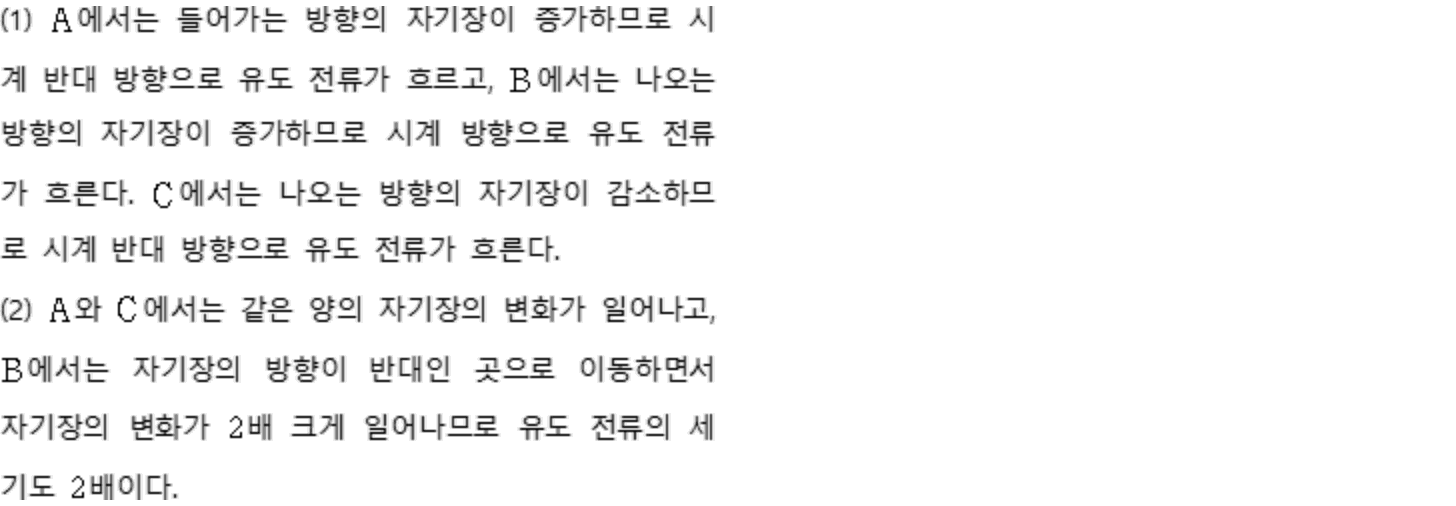 (1) A에서는 들어가는 방향의 자기장이 증가하므로 시
계 반대 방향으로 유도 전류가 흐르고, B에서는 나오는
방향의 자기장이 증가하므로 시계 방향으로 유도 전류
가 흐른다. C에서는 나오는 방향의 자기장이 감소하므
로 시계 반대 방향으로 유도 전류가 흐른다.
(2) A와 C에서는 같은 양의 자기장의 변화가 일어나고,
B에서는 자기장의 방향이 반대인 곳으로 이동하면서
자기장의 변화가 2배 크게 일어나므로 유도 전류의 세
기도 2배이다.